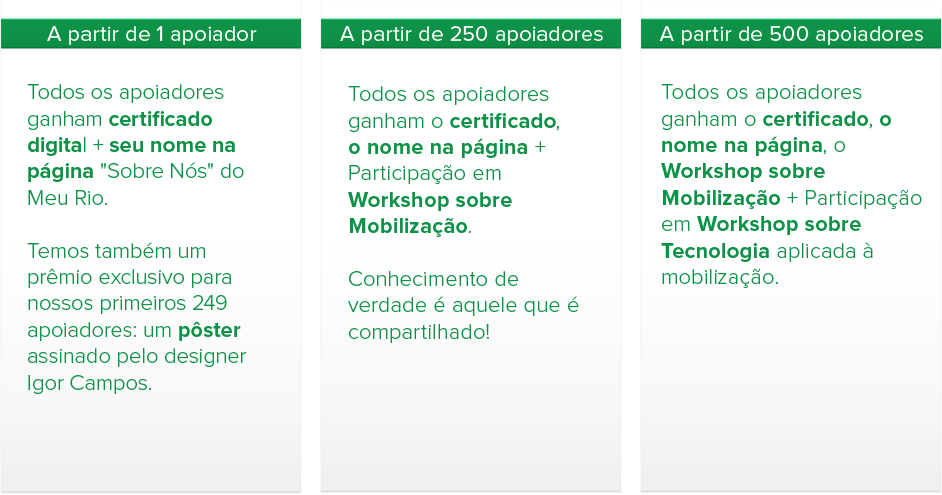 A partir de 1 apoiador
Todos os apoiadores
ganham certificado
digital + seu nome na
página "Sobre Nós" do
Meu Rio.
Temos também um
prêmio exclusivo para
nossos primeiros 249
apoiadores: um pôster
assinado pelo designer
Igor Campos.
A partir de 250 apoiadores
Todos os apoiadores
ganham o certificado,
o nome na página +
Participação em
Workshop sobre
Mobilização.
Conhecimento de
verdade é aquele que é
compartilhado!
A partir de 500 apoiadores
Todos os apoiadores
ganham o certificado, o
nome na página, o
Workshop sobre
Mobilização + Participação
em Workshop sobre
Tecnologia aplicada à
mobilização.